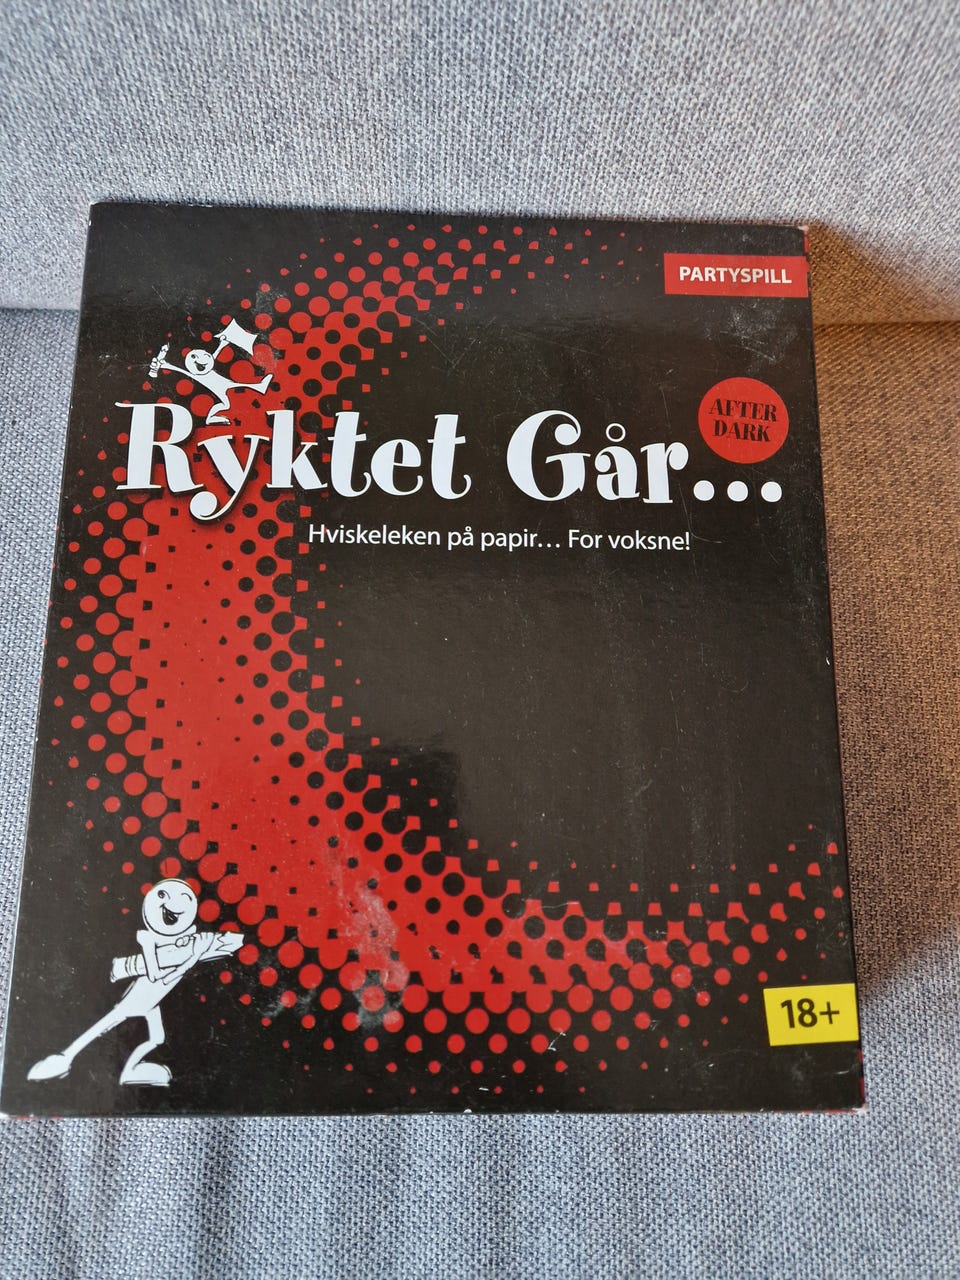 PARTYSPILL
AFTER
DARK
Ryktet Går...
Hviskeleken på papir... For voksne!
18+